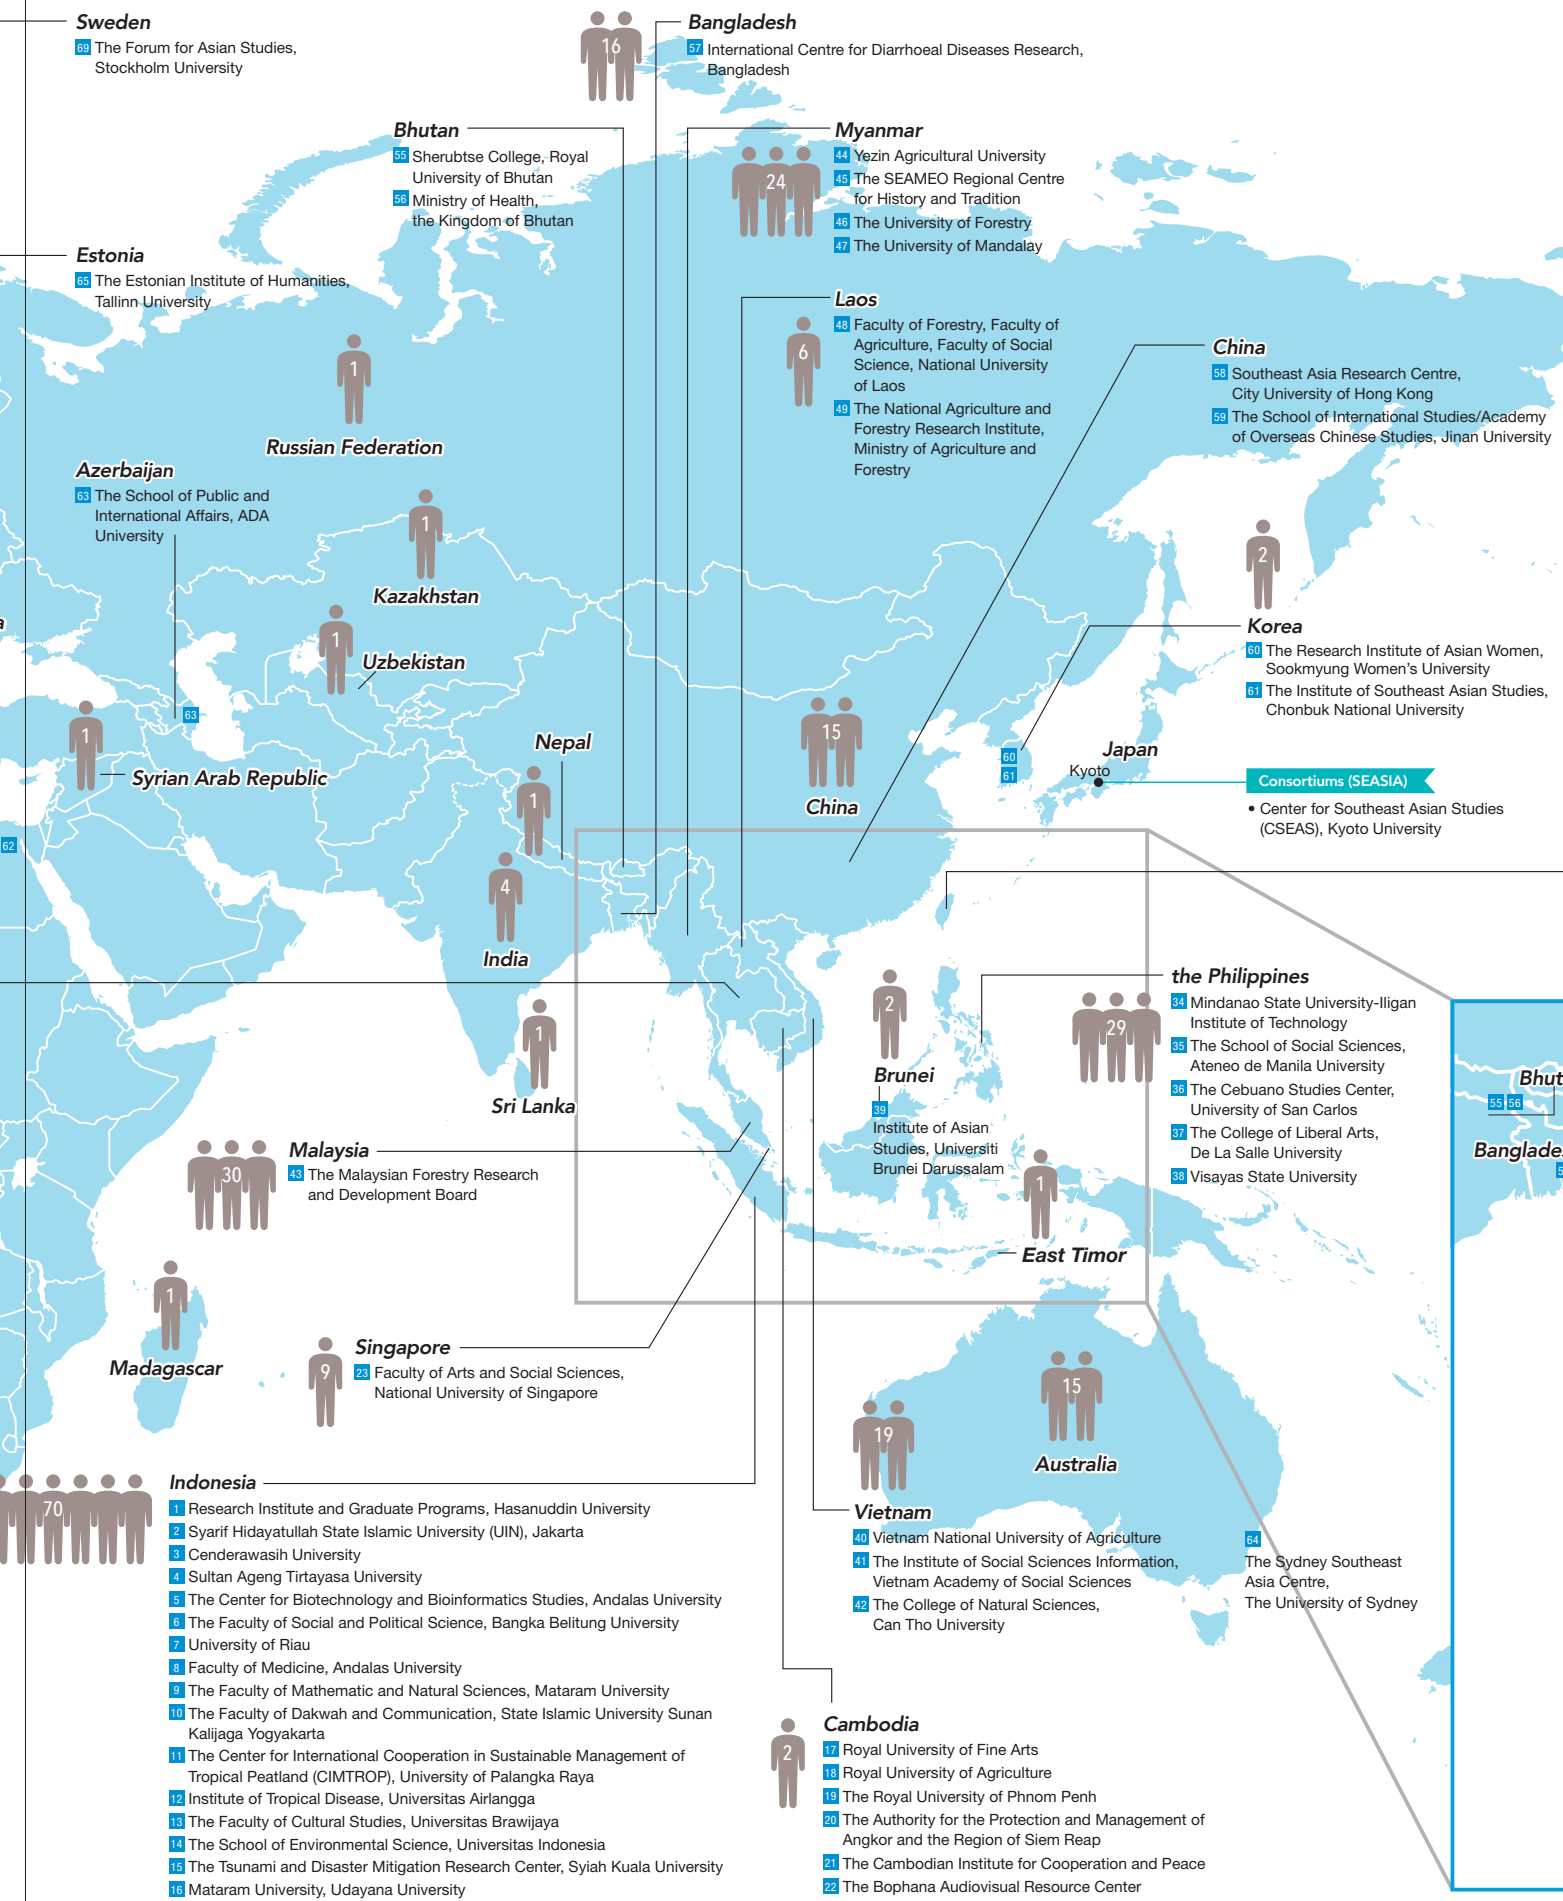 Sweden
69 The Forum for Asian Studies,
Stockholm University
16
Bangladesh
57 International Centre for Diarrhoeal Diseases Research,
Bangladesh
Bhutan
55 Sherubtse College, Royal
University of Bhutan
56 Ministry of Health,
the Kingdom of Bhutan
24
Myanmar
44 Yezin Agricultural University
45 The SEAMEO Regional Centre
for History and Tradition
46 The University of Forestry
47 The University of Mandalay
Estonia
65 The Estonian Institute of Humanities,
Tallinn University
6
Laos
48 Faculty of Forestry, Faculty of
Agriculture, Faculty of Social
Science, National University
of Laos
49 The National Agriculture and
Forestry Research Institute,
Ministry of Agriculture and
Forestry
China
58 Southeast Asia Research Centre,
City University of Hong Kong
59 The School of International Studies/Academy
of Overseas Chinese Studies, Jinan University
1
Russian Federation
Azerbaijan
63 The School of Public and
International Affairs, ADA
University
1
Kazakhstan
2
Korea
60 The Research Institute of Asian Women,
Sookmyung Women's University
61 The Institute of Southeast Asian Studies,
Chonbuk National University
a
1
Uzbekistan
63
1
Syrian Arab Republic
Nepal
1
15
China
60
61
Japan
Kyoto
Consortiums (SEASIA)
• Center for Southeast Asian Studies
(CSEAS), Kyoto University
62
4
India
1
Sri Lanka
2
Brunei
39
Institute of Asian
Studies, Universiti
Brunei Darussalam
29
the Philippines
34 Mindanao State University-Iligan
Institute of Technology
35 The School of Social Sciences,
Ateneo de Manila University
36 The Cebuano Studies Center,
University of San Carlos
37 The College of Liberal Arts,
De La Salle University
38 Visayas State University
Bhut
55 56
Banglade
5
30
Malaysia
43 The Malaysian Forestry Research
and Development Board
1
East Timor
1
Madagascar
9
Singapore
23 Faculty of Arts and Social Sciences,
National University of Singapore
15
Australia
19
Vietnam
40 Vietnam National University of Agriculture
41 The Institute of Social Sciences Information,
Vietnam Academy of Social Sciences
42 The College of Natural Sciences,
Can Tho University
64
The Sydney Southeast
Asia Centre,
The University of Sydney
70
Indonesia
1 Research Institute and Graduate Programs, Hasanuddin University
2 Syarif Hidayatullah State Islamic University (UIN), Jakarta
3 Cenderawasih University
4 Sultan Ageng Tirtayasa University
5 The Center for Biotechnology and Bioinformatics Studies, Andalas University
6 The Faculty of Social and Political Science, Bangka Belitung University
7 University of Riau
8 Faculty of Medicine, Andalas University
9 The Faculty of Mathematic and Natural Sciences, Mataram University
10 The Faculty of Dakwah and Communication, State Islamic University Sunan
Kalijaga Yogyakarta
11 The Center for International Cooperation in Sustainable Management of
Tropical Peatland (CIMTROP), University of Palangka Raya
12 Institute of Tropical Disease, Universitas Airlangga
13 The Faculty of Cultural Studies, Universitas Brawijaya
14 The School of Environmental Science, Universitas Indonesia
15 The Tsunami and Disaster Mitigation Research Center, Syiah Kuala University
16 Mataram University, Udayana University
2
Cambodia
17 Royal University of Fine Arts
18 Royal University of Agriculture
19 The Royal University of Phnom Penh
20 The Authority for the Protection and Management of
Angkor and the Region of Siem Reap
21 The Cambodian Institute for Cooperation and Peace
22 The Bophana Audiovisual Resource Center